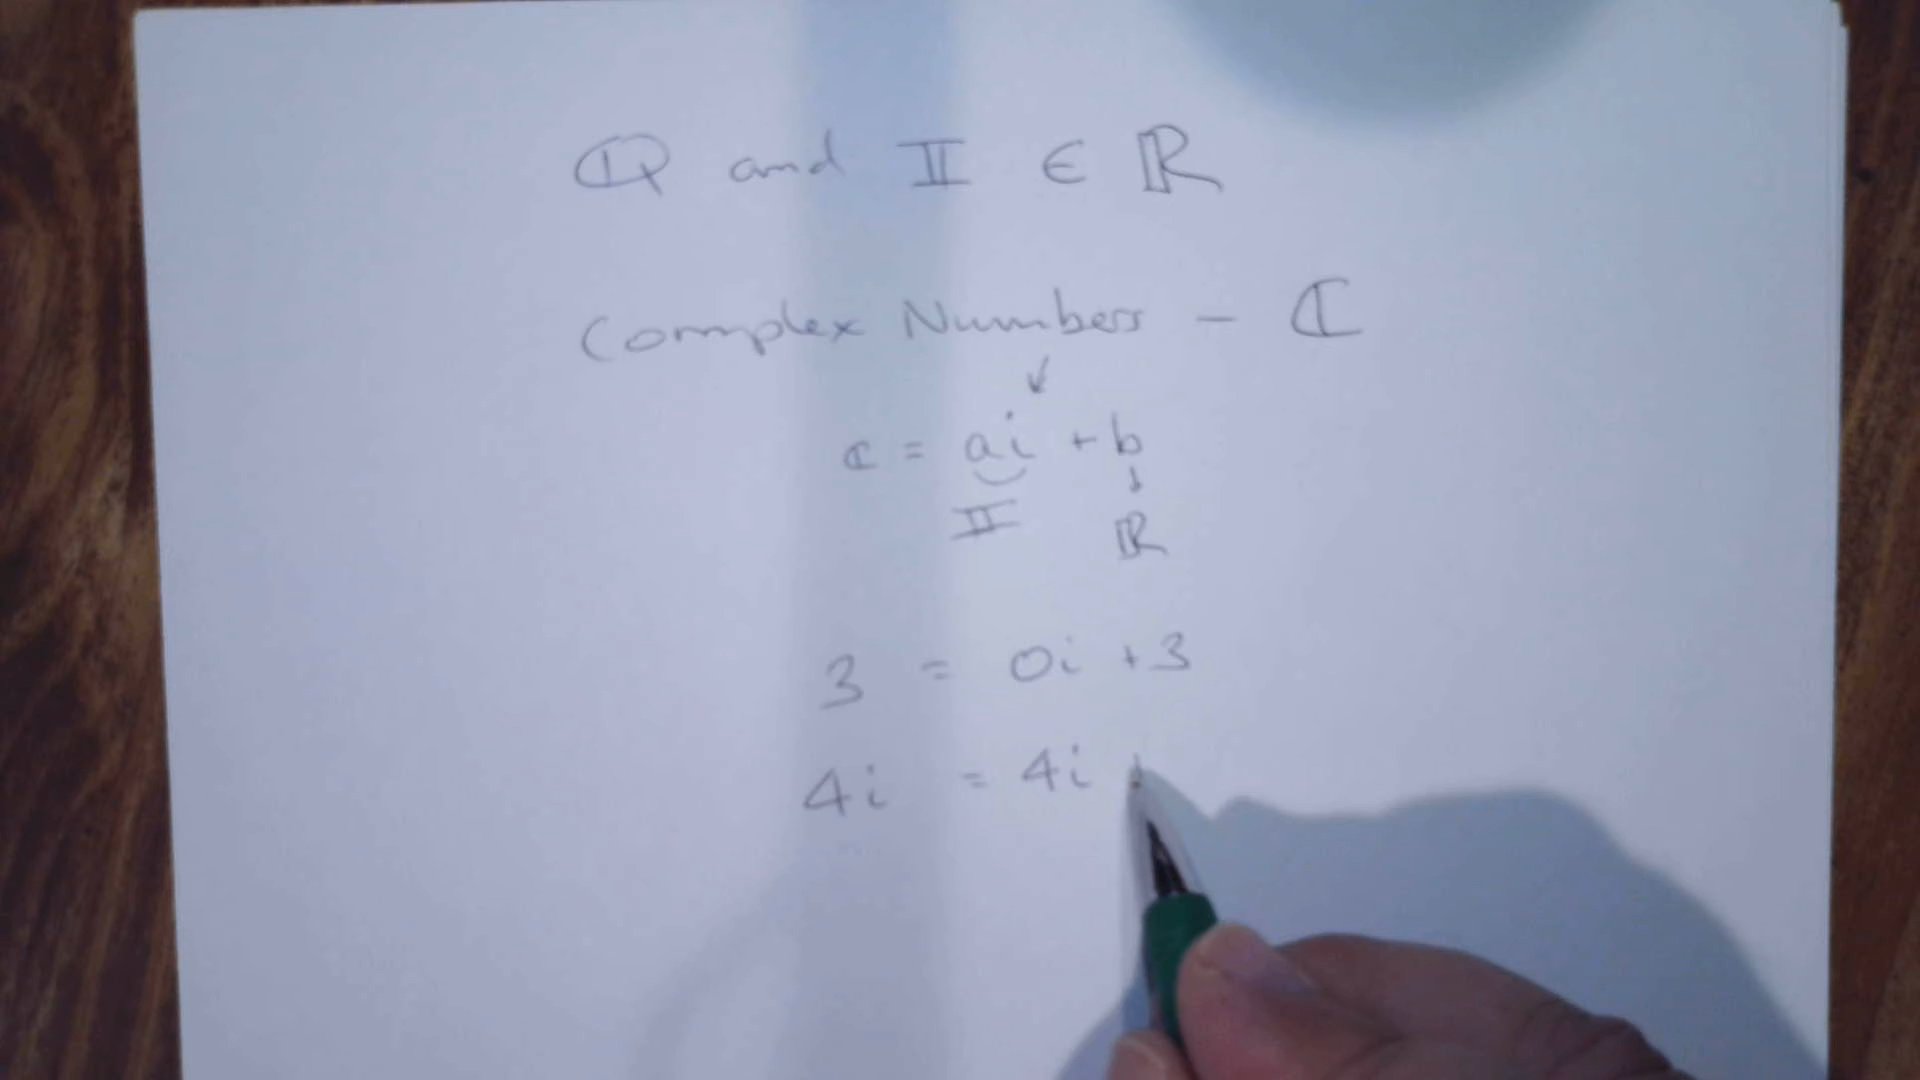 ℚ and 𝕀 ∈ ℝ
Complex Numbers - ℂ
↓
c = ai + b
𝕀 ↓
ℝ
3 = 0i + 3
4i = 4i +